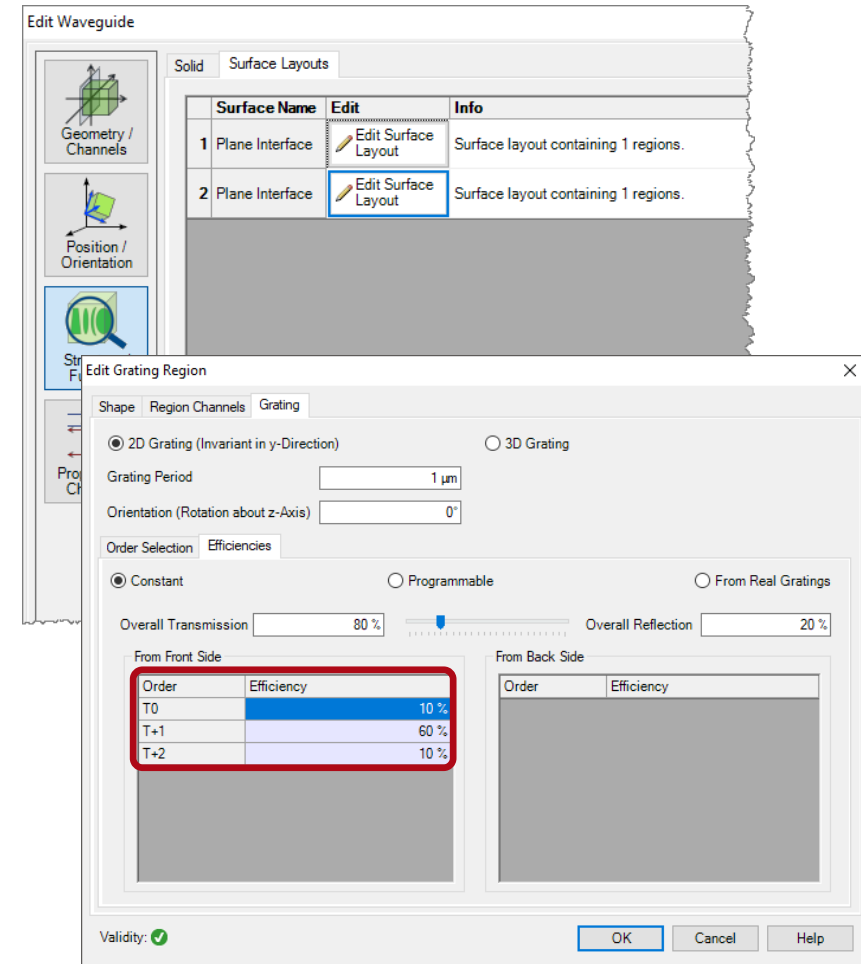 Edit Waveguide
Solid Surface Layouts
Surface Name Edit Info
Geometry /
Channels
1 Plane Interface Edit Surface
Layout Surface layout containing 1 regions.
2 Plane Interface Edit Surface
Layout Surface layout containing 1 regions.
Position /
Orientation
Edit Grating Region
Shape Region Channels Grating
2D Grating (Invariant in y-Direction) 3D Grating
Grating Period 1 µm
Orientation (Rotation about z-Axis) 0°
Order Selection Efficiencies
Constant Programmable From Real Gratings
Overall Transmission 80 % Overall Reflection 20 %
From Front Side From Back Side
Order Efficiency Order Efficiency
T0 10 %
T+1 60 %
T+2 10 %
Validity: OK Cancel Help